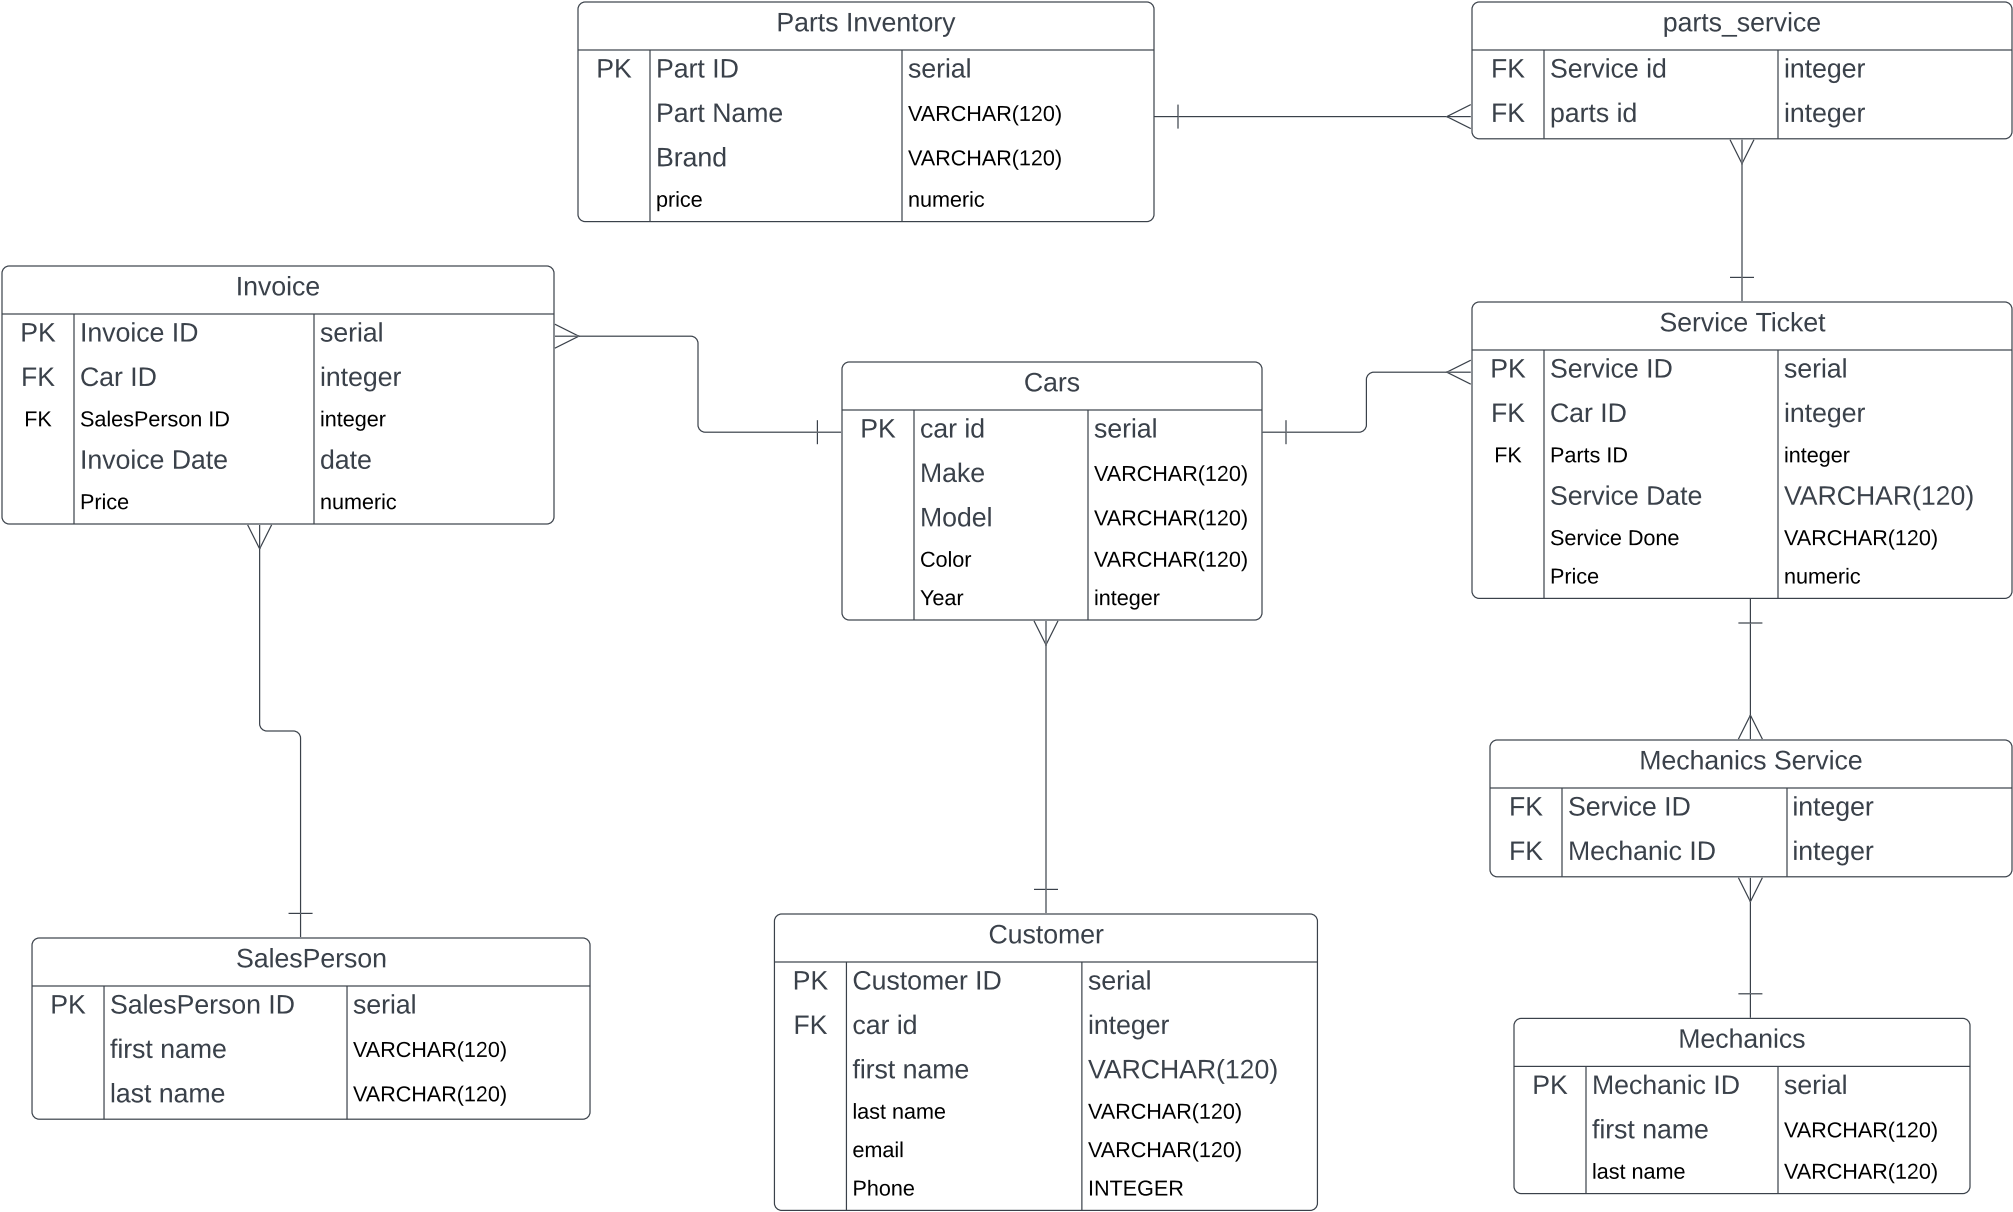 Parts Inventory
PK Part ID serial
Part Name VARCHAR(120)
Brand VARCHAR(120)
price numeric
parts_service
FK Service id integer
FK parts id integer
Invoice
PK Invoice ID serial
FK Car ID integer
FK SalesPerson ID integer
Invoice Date date
Price numeric
Cars
PK car id serial
Make VARCHAR(120)
Model VARCHAR(120)
Color VARCHAR(120)
Year integer
Service Ticket
PK Service ID serial
FK Car ID integer
FK Parts ID integer
Service Date VARCHAR(120)
Service Done VARCHAR(120)
Price numeric
Mechanics Service
FK Service ID integer
FK Mechanic ID integer
SalesPerson
PK SalesPerson ID serial
first name VARCHAR(120)
last name VARCHAR(120)
Customer
PK Customer ID serial
FK car id integer
first name VARCHAR(120)
last name VARCHAR(120)
email VARCHAR(120)
Phone INTEGER
Mechanics
PK Mechanic ID serial
first name VARCHAR(120)
last name VARCHAR(120)